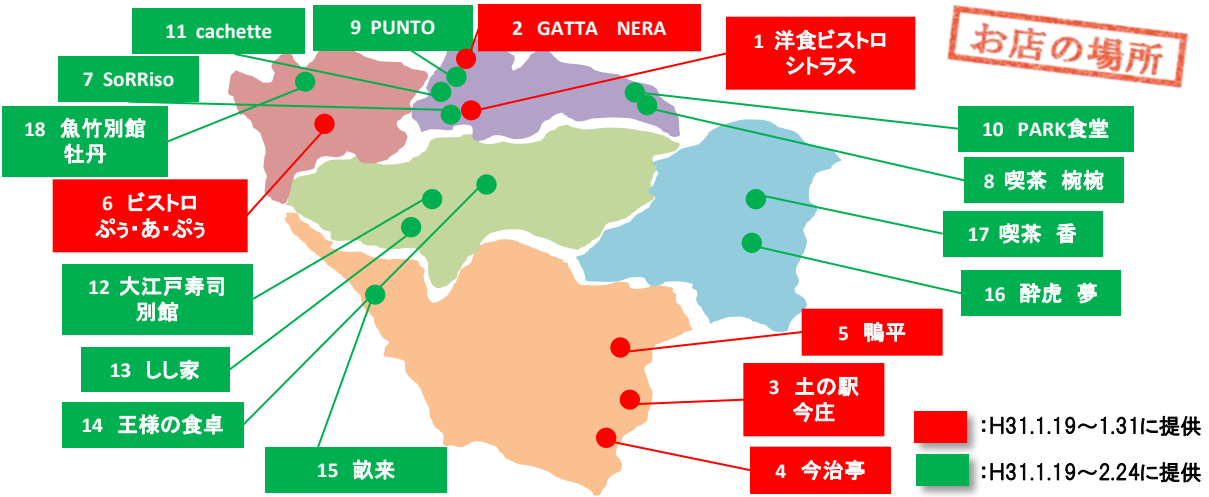 お店の場所
11 cachette
9 PUNTO
2 GATTA NERA
1 洋食ビストロ
シトラス
7 SoRRiso
18 魚竹別館
牡丹
10 PARK食堂
8 喫茶 椀椀
6 ビストロ
ぷぅ・あ・ぷぅ
17 喫茶 香
12 大江戸寿司
別館
16 酔虎 夢
5 鴨平
13 しし家
3 土の駅
今庄
14 王様の食卓
15 畝来
4 今治亭
:H31.1.19～1.31に提供
:H31.1.19～2.24に提供